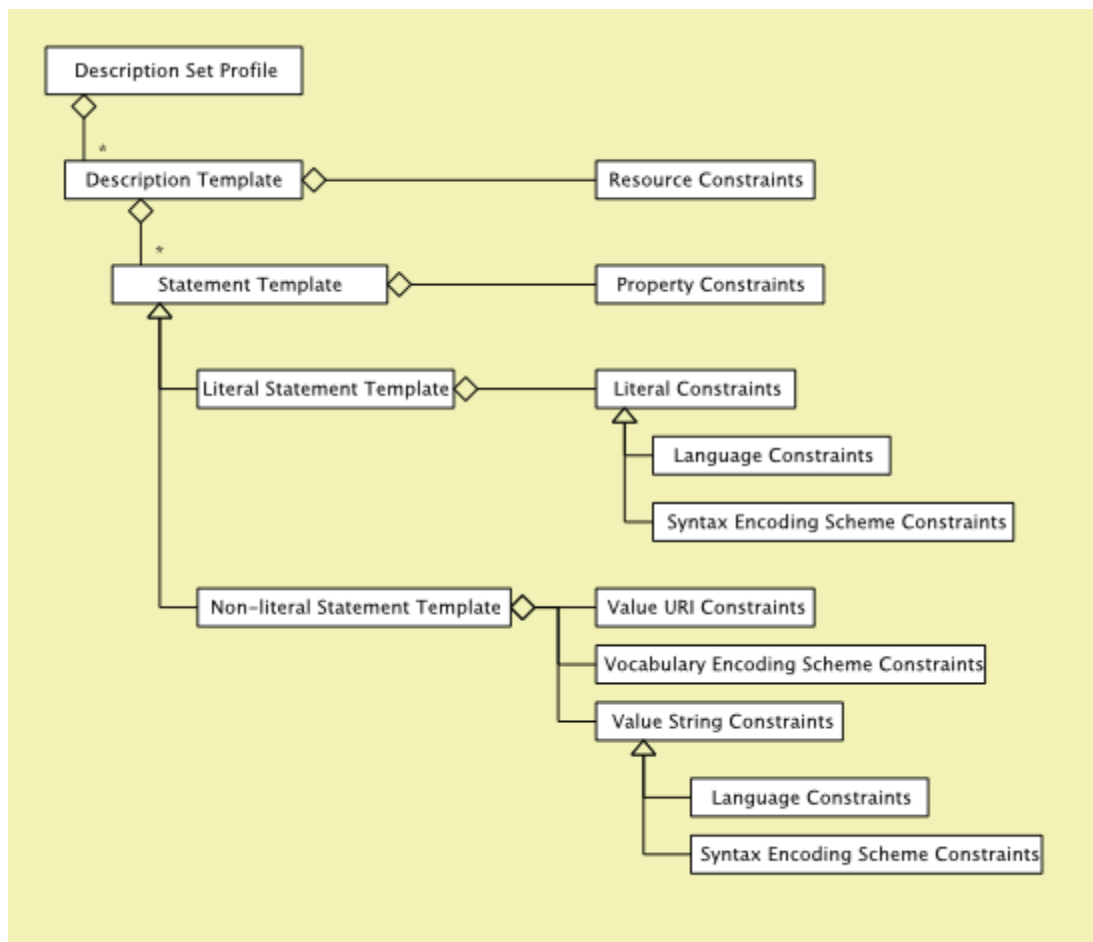 Description Set Profile
*
Description Template
Resource Constraints
*
Statement Template
Property Constraints
Literal Statement Template
Literal Constraints
Language Constraints
Syntax Encoding Scheme Constraints
Non-literal Statement Template
Value URI Constraints
Vocabulary Encoding Scheme Constraints
Value String Constraints
Language Constraints
Syntax Encoding Scheme Constraints